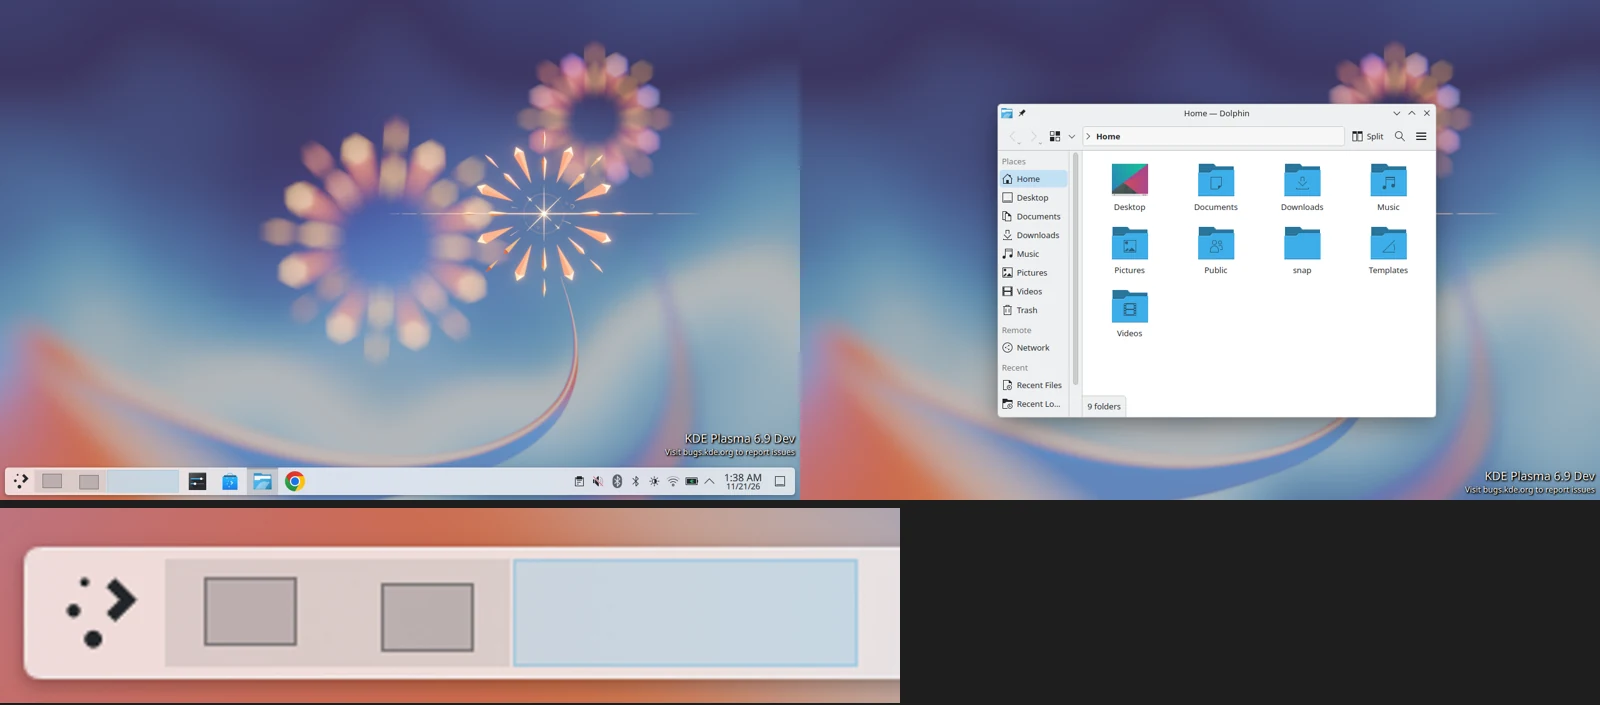 KDE Plasma 6.9 Dev
Visit bugs.kde.org to report issues
1:38 AM
11/21/26
Home — Dolphin
Home
Split
Places
Home
Desktop
Documents
Downloads
Music
Pictures
Videos
Trash
Remote
Network
Recent
Recent Files
Recent Lo...
Desktop
Documents
Downloads
Music
Pictures
Public
snap
Templates
Videos
9 folders
KDE Plasma 6.9 Dev
Visit bugs.kde.org to report issues